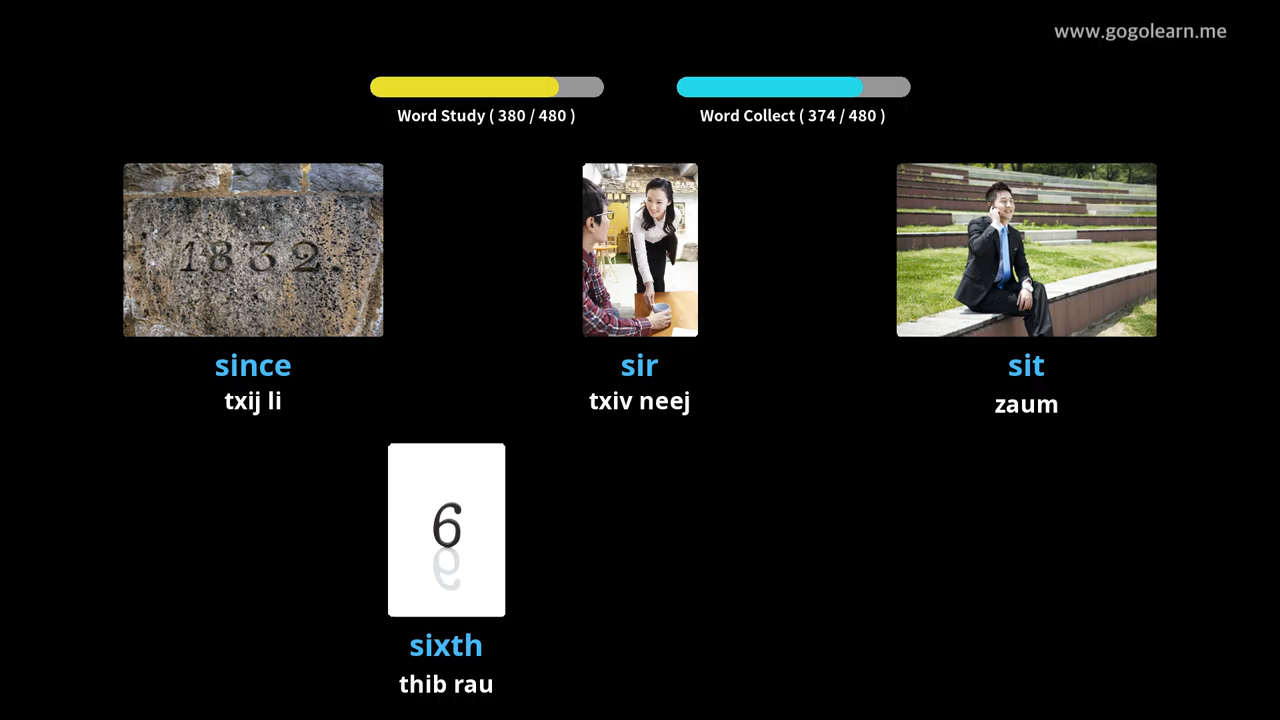 www.gogolearn.me
Word Study ( 380 / 480 )
Word Collect ( 374 / 480 )
1832.
since
txij li
sir
txiv neej
sit
zaum
6
sixth
thib rau